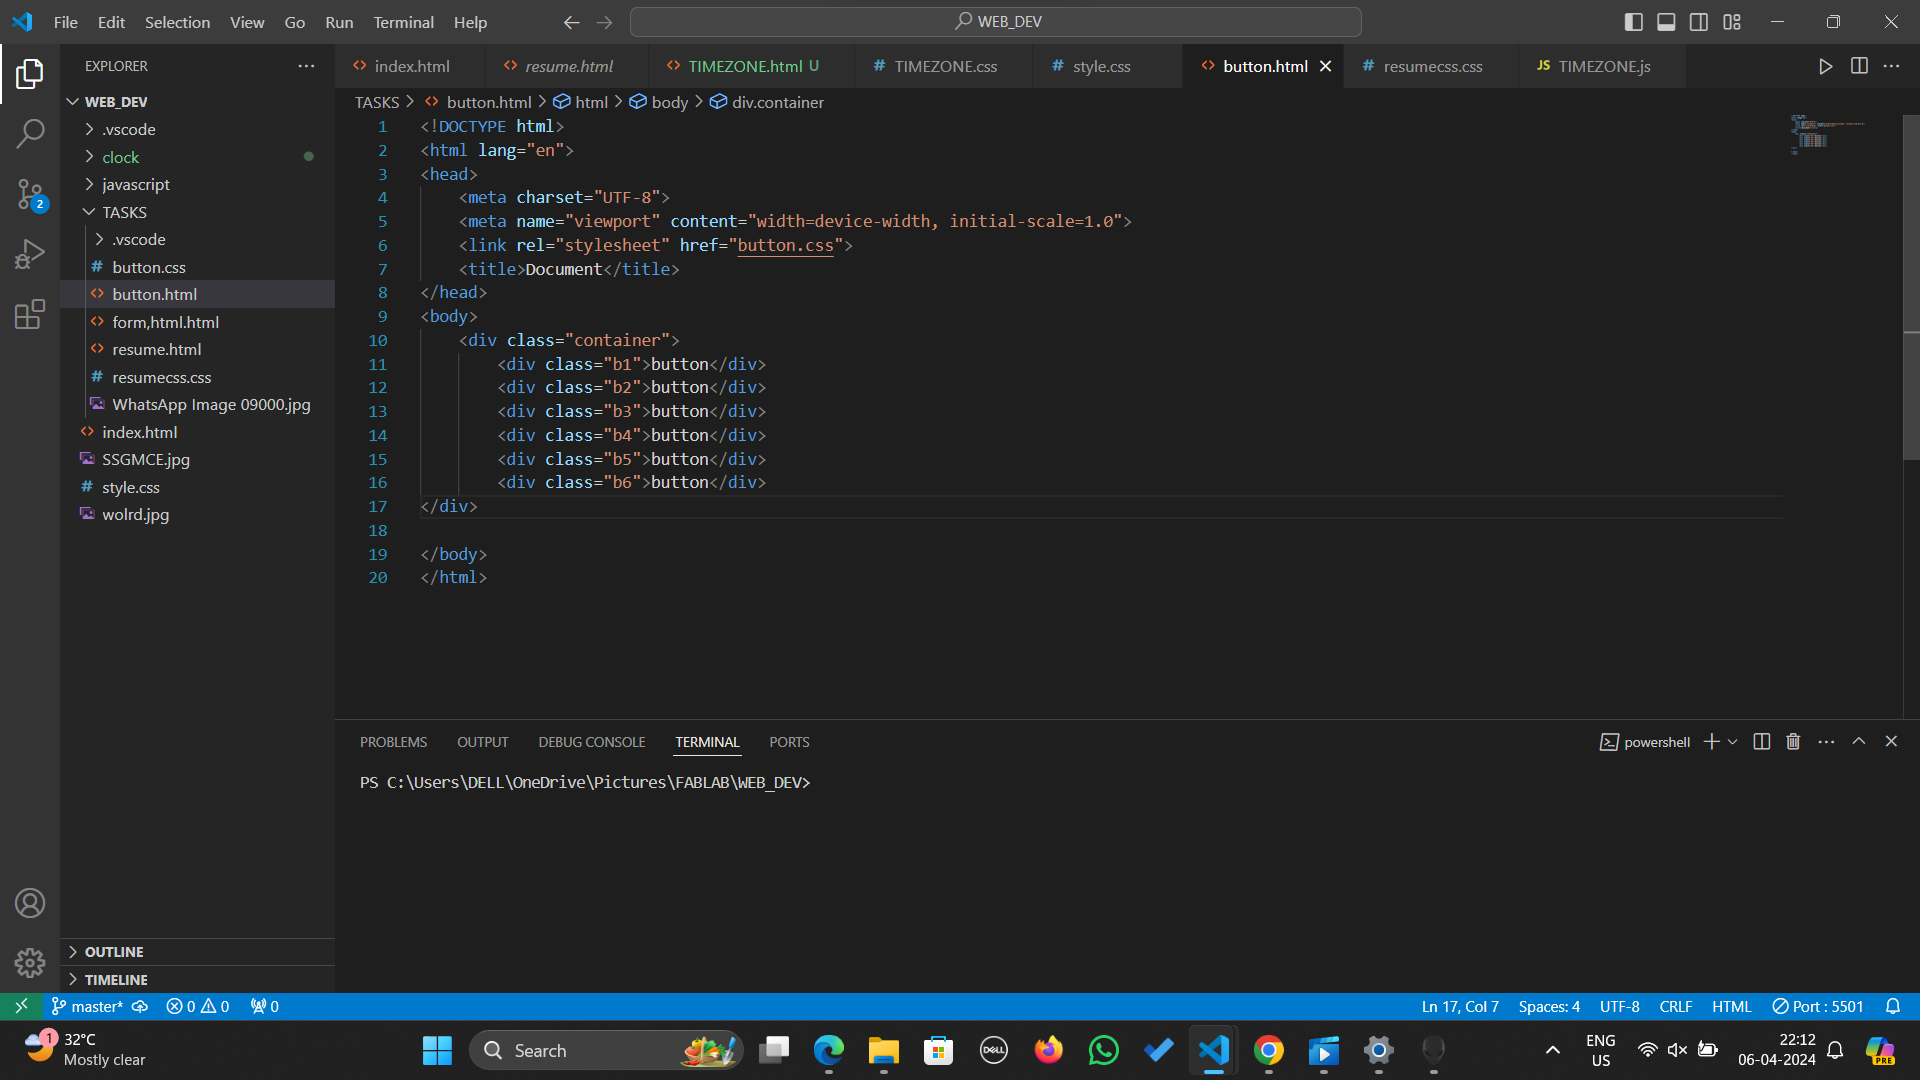 File Edit Selection View Go Run Terminal Help
WEB_DEV
EXPLORER
index.html
resume.html
TIMEZONE.html U
# TIMEZONE.css
# style.css
button.html
# resumecss.css
JS TIMEZONE.js
WEB_DEV
.vscode
clock
javascript
TASKS
.vscode
# button.css
button.html
form,html.html
resume.html
# resumecss.css
WhatsApp Image 09000.jpg
index.html
SSGMCE.jpg
# style.css
wolrd.jpg
2
OUTLINE
TIMELINE
TASKS > <> button.html > html > body > div.container
1 <!DOCTYPE html>
2 <html lang="en">
3 <head>
4 <meta charset="UTF-8">
5 <meta name="viewport" content="width=device-width, initial-scale=1.0">
6 <link rel="stylesheet" href="button.css">
7 <title>Document</title>
8 </head>
9 <body>
10 <div class="container">
11 <div class="b1">button</div>
12 <div class="b2">button</div>
13 <div class="b3">button</div>
14 <div class="b4">button</div>
15 <div class="b5">button</div>
16 <div class="b6">button</div>
17 </div>
18
19 </body>
20 </html>
PROBLEMS OUTPUT DEBUG CONSOLE TERMINAL PORTS
powershell
PS C:\Users\DELL\OneDrive\Pictures\FABLAB\WEB_DEV>
master* 0 0 0
Ln 17, Col 7 Spaces: 4 UTF-8 CRLF HTML Port : 5501
1
32°C
Mostly clear
Search
DELL
ENG
US
22:12
06-04-2024
PRE